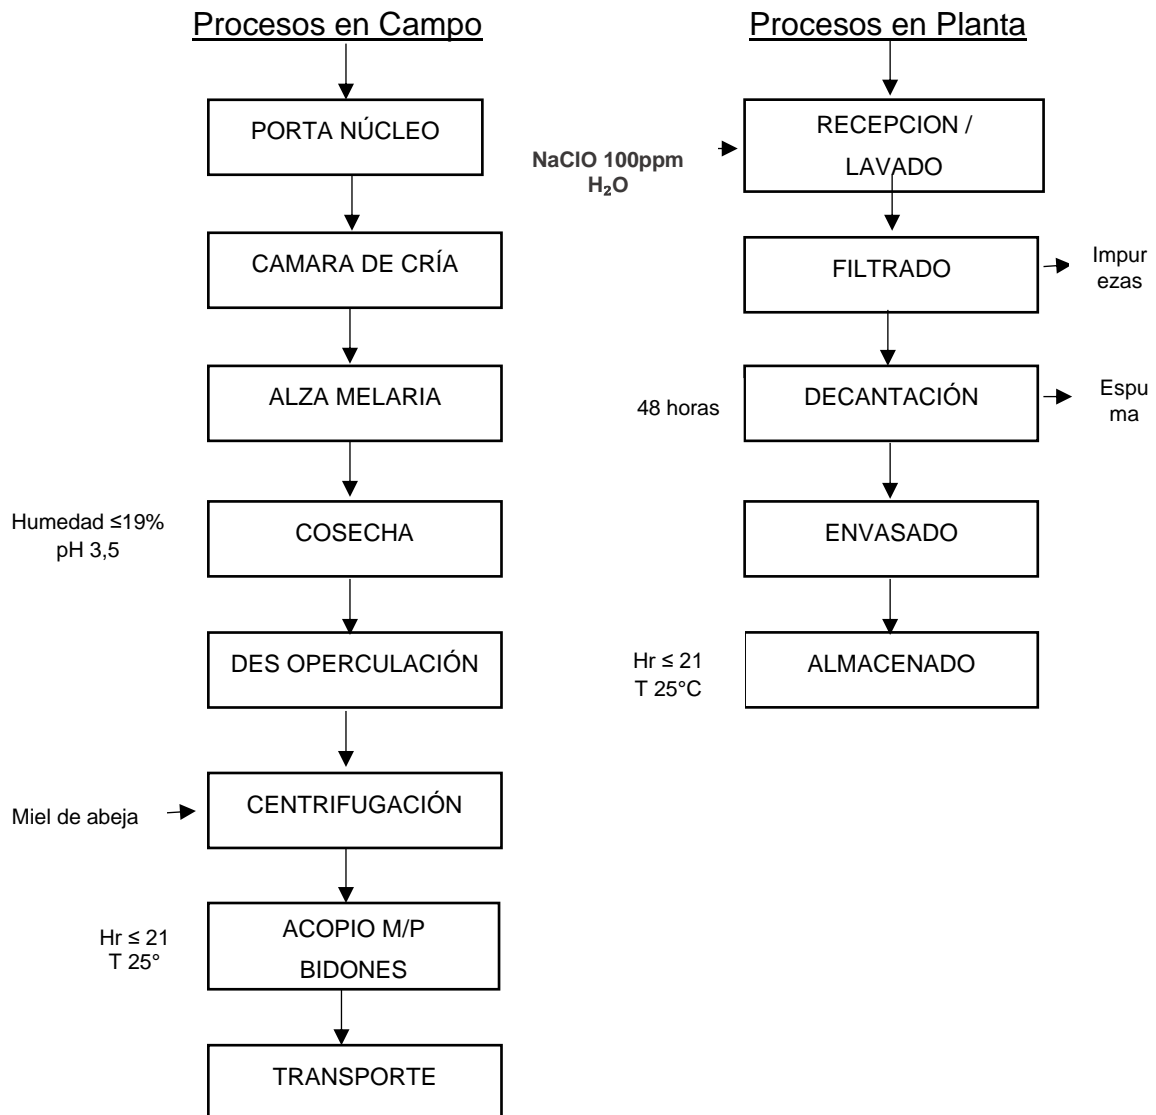 Procesos en Campo
PORTA NÚCLEO
CAMARA DE CRÍA
ALZA MELARIA
Humedad ≤19%
pH 3,5
COSECHA
DES OPERCULACIÓN
Miel de abeja
CENTRIFUGACIÓN
Hr ≤ 21
T 25°
ACOPIO M/P
BIDONES
TRANSPORTE
Procesos en Planta
NaClO 100ppm
H₂O
RECEPCION /
LAVADO
FILTRADO
Impur
ezas
48 horas
DECANTACIÓN
Espu
ma
ENVASADO
Hr ≤ 21
T 25°C
ALMACENADO